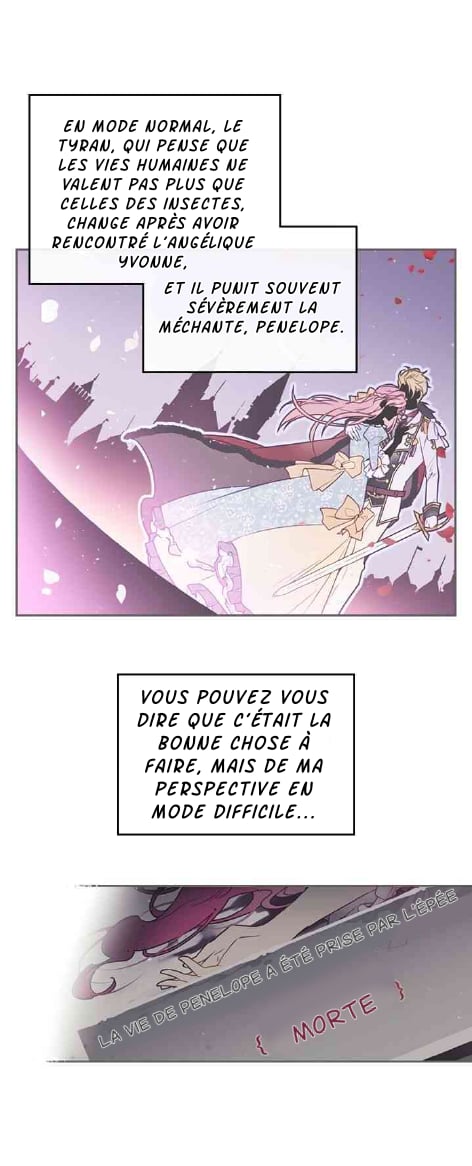 EN MODE NORMAL, LE
TYRAN, QUI PENSE QUE
LES VIES HUMAINES NE
VALENT PAS PLUS QUE
CELLES DES INSECTES,
CHANGE APRÈS AVOIR
RENCONTRÉ L'ANGÉLIQUE
YVONNE,
ET IL PUNIT SOUVENT
SÉVÈREMENT LA
MÉCHANTE, PENELOPE.
VOUS POUVEZ VOUS
DIRE QUE C'ÉTAIT LA
BONNE CHOSE À
FAIRE, MAIS DE MA
PERSPECTIVE EN
MODE DIFFICILE...
LA VIE DE PENELOPE A ÉTÉ PRISE PAR L'ÉPÉE
{ MORTE }